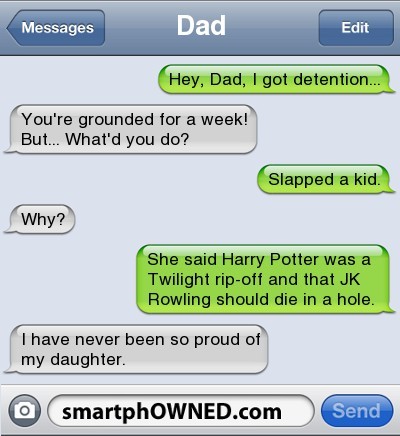 Messages
Dad
Edit
Hey, Dad, I got detention...
You're grounded for a week!
But... What'd you do?
Slapped a kid.
Why?
She said Harry Potter was a
Twilight rip-off and that JK
Rowling should die in a hole.
I have never been so proud of
my daughter.
smartphOWNED.com
Send